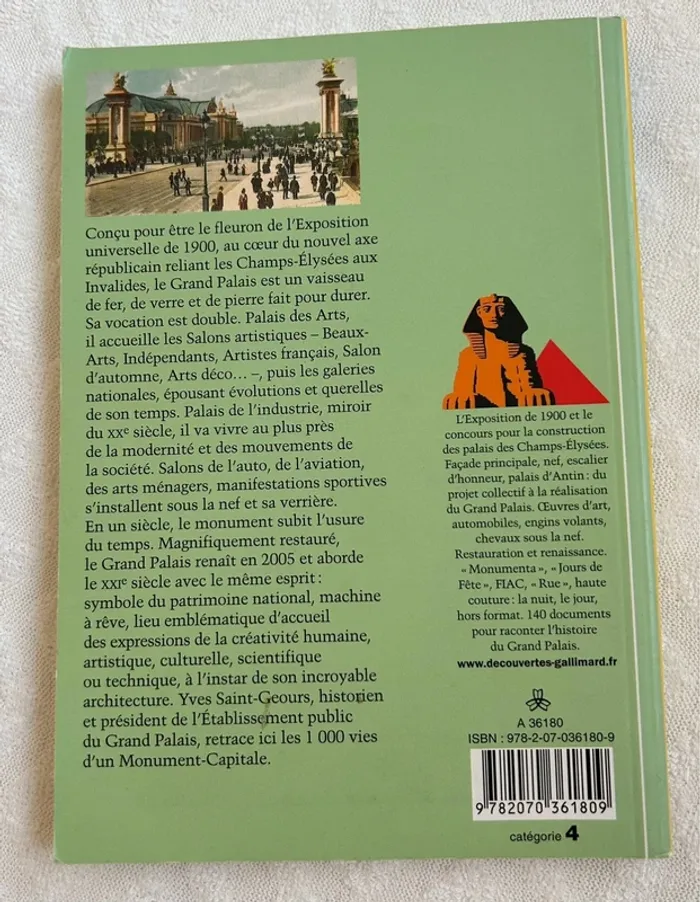 Conçu pour être le fleuron de l'Exposition
universelle de 1900, au cœur du nouvel axe
républicain reliant les Champs-Élysées aux
Invalides, le Grand Palais est un vaisseau
de fer, de verre et de pierre fait pour durer.
Sa vocation est double. Palais des Arts,
il accueille les Salons artistiques – Beaux-
Arts, Indépendants, Artistes français, Salon
d'automne, Arts déco… –, puis les galeries
nationales, épousant évolutions et querelles
de son temps. Palais de l'industrie, miroir
du XXe siècle, il va vivre au plus près
de la modernité et des mouvements de
la société. Salons de l'auto, de l'aviation,
des arts ménagers, manifestations sportives
s'installent sous la nef et sa verrière.
En un siècle, le monument subit l'usure
du temps. Magnifiquement restauré,
le Grand Palais renaît en 2005 et aborde
le XXIe siècle avec le même esprit :
symbole du patrimoine national, machine
à rêve, lieu emblématique d'accueil
des expressions de la créativité humaine,
artistique, culturelle, scientifique
ou technique, à l'instar de son incroyable
architecture. Yves Saint-Geours, historien
et président de l'Établissement public
du Grand Palais, retrace ici les 1 000 vies
d'un Monument-Capitale.
L'Exposition de 1900 et le
concours pour la construction
des palais des Champs-Élysées.
Façade principale, nef, escalier
d'honneur, palais d'Antin : du
projet collectif à la réalisation
du Grand Palais. Œuvres d'art,
automobiles, engins volants,
chevaux sous la nef.
Restauration et renaissance.
« Monumenta », « Jours de
Fête », FIAC, « Rue », haute
couture : la nuit, le jour,
hors format. 140 documents
pour raconter l'histoire
du Grand Palais.
www.decouvertes-gallimard.fr
A 36180
ISBN : 978-2-07-036180-9
9 782070 361809
catégorie 4